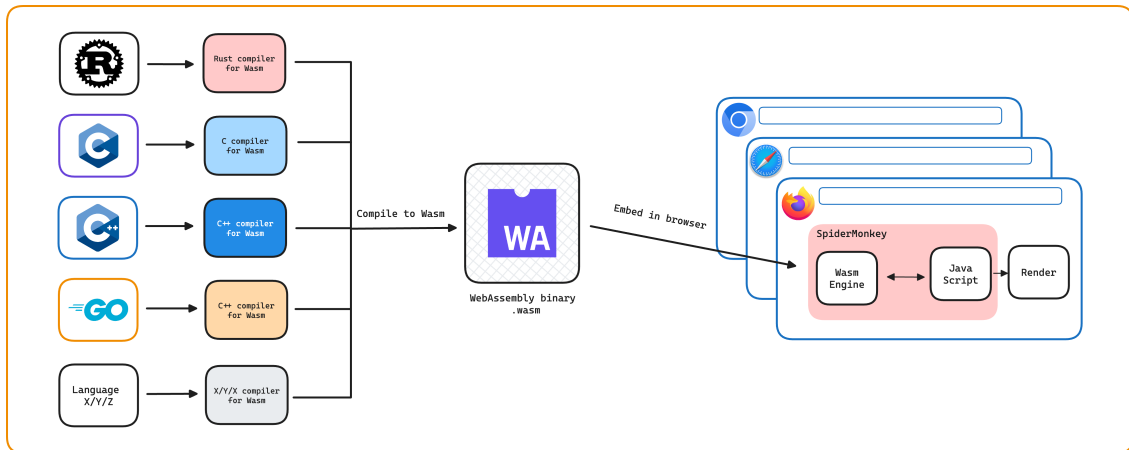 R
Rust compiler
for Wasm
C
C compiler
for Wasm
C++
C++ compiler
for Wasm
GO
C++ compiler
for Wasm
Language
X/Y/Z
X/Y/X compiler
for Wasm
Compile to Wasm
WA
WebAssembly binary
.wasm
Embed in browser
SpiderMonkey
Wasm
Engine
Java
Script
Render